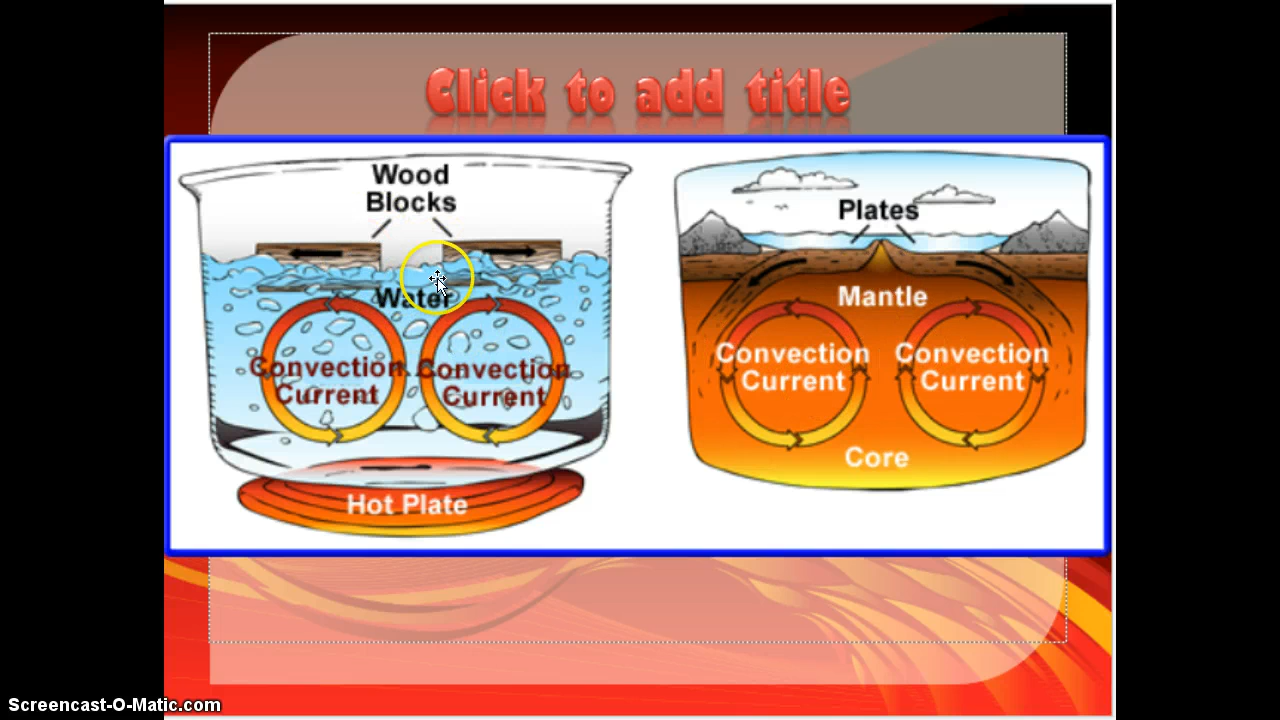 Click to add title
Wood
Blocks
Water
Convection
Current
Convection
Current
Hot Plate
Plates
Mantle
Convection
Current
Convection
Current
Core
Screencast-O-Matic.com